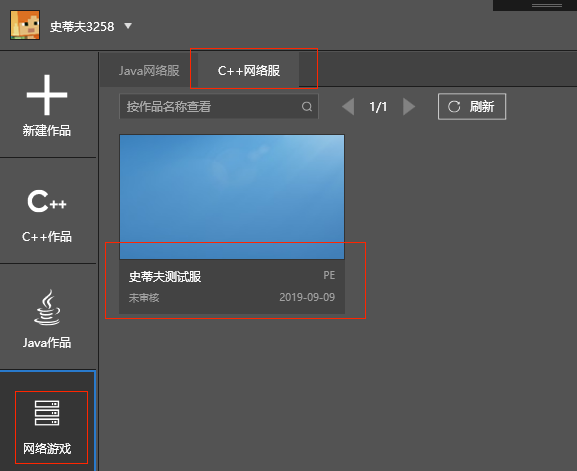 史蒂夫3258
新建作品
C++
C++作品
Java作品
网络游戏
Java网络服
C++网络服
按作品名称查看
1/1
刷新
史蒂夫测试服
PE
未审核
2019-09-09